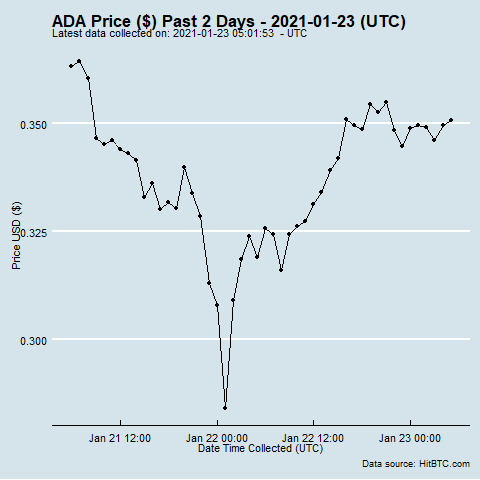 ADA Price ($) Past 2 Days - 2021-01-23 (UTC)
Latest data collected on: 2021-01-23 05:01:53 - UTC
0.350
0.325
0.300
Price USD ($)
Jan 21 12:00
Jan 22 00:00
Jan 22 12:00
Jan 23 00:00
Date Time Collected (UTC)
Data source: HitBTC.com